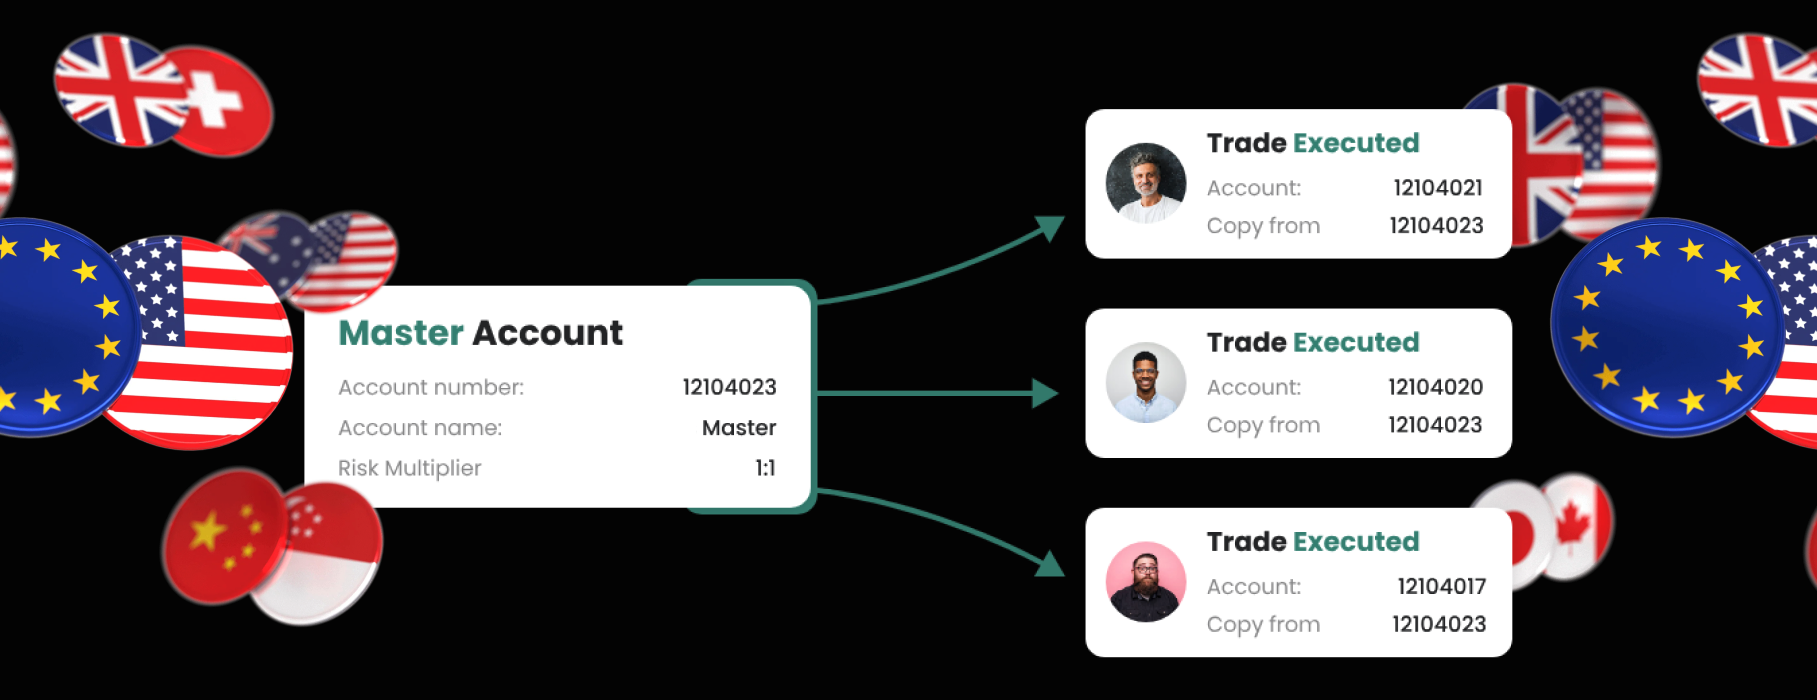 Master Account
Account number: 12104023
Account name: Master
Risk Multiplier 1:1
Trade Executed
Account: 12104021
Copy from 12104023
Trade Executed
Account: 12104020
Copy from 12104023
Trade Executed
Account: 12104017
Copy from 12104023